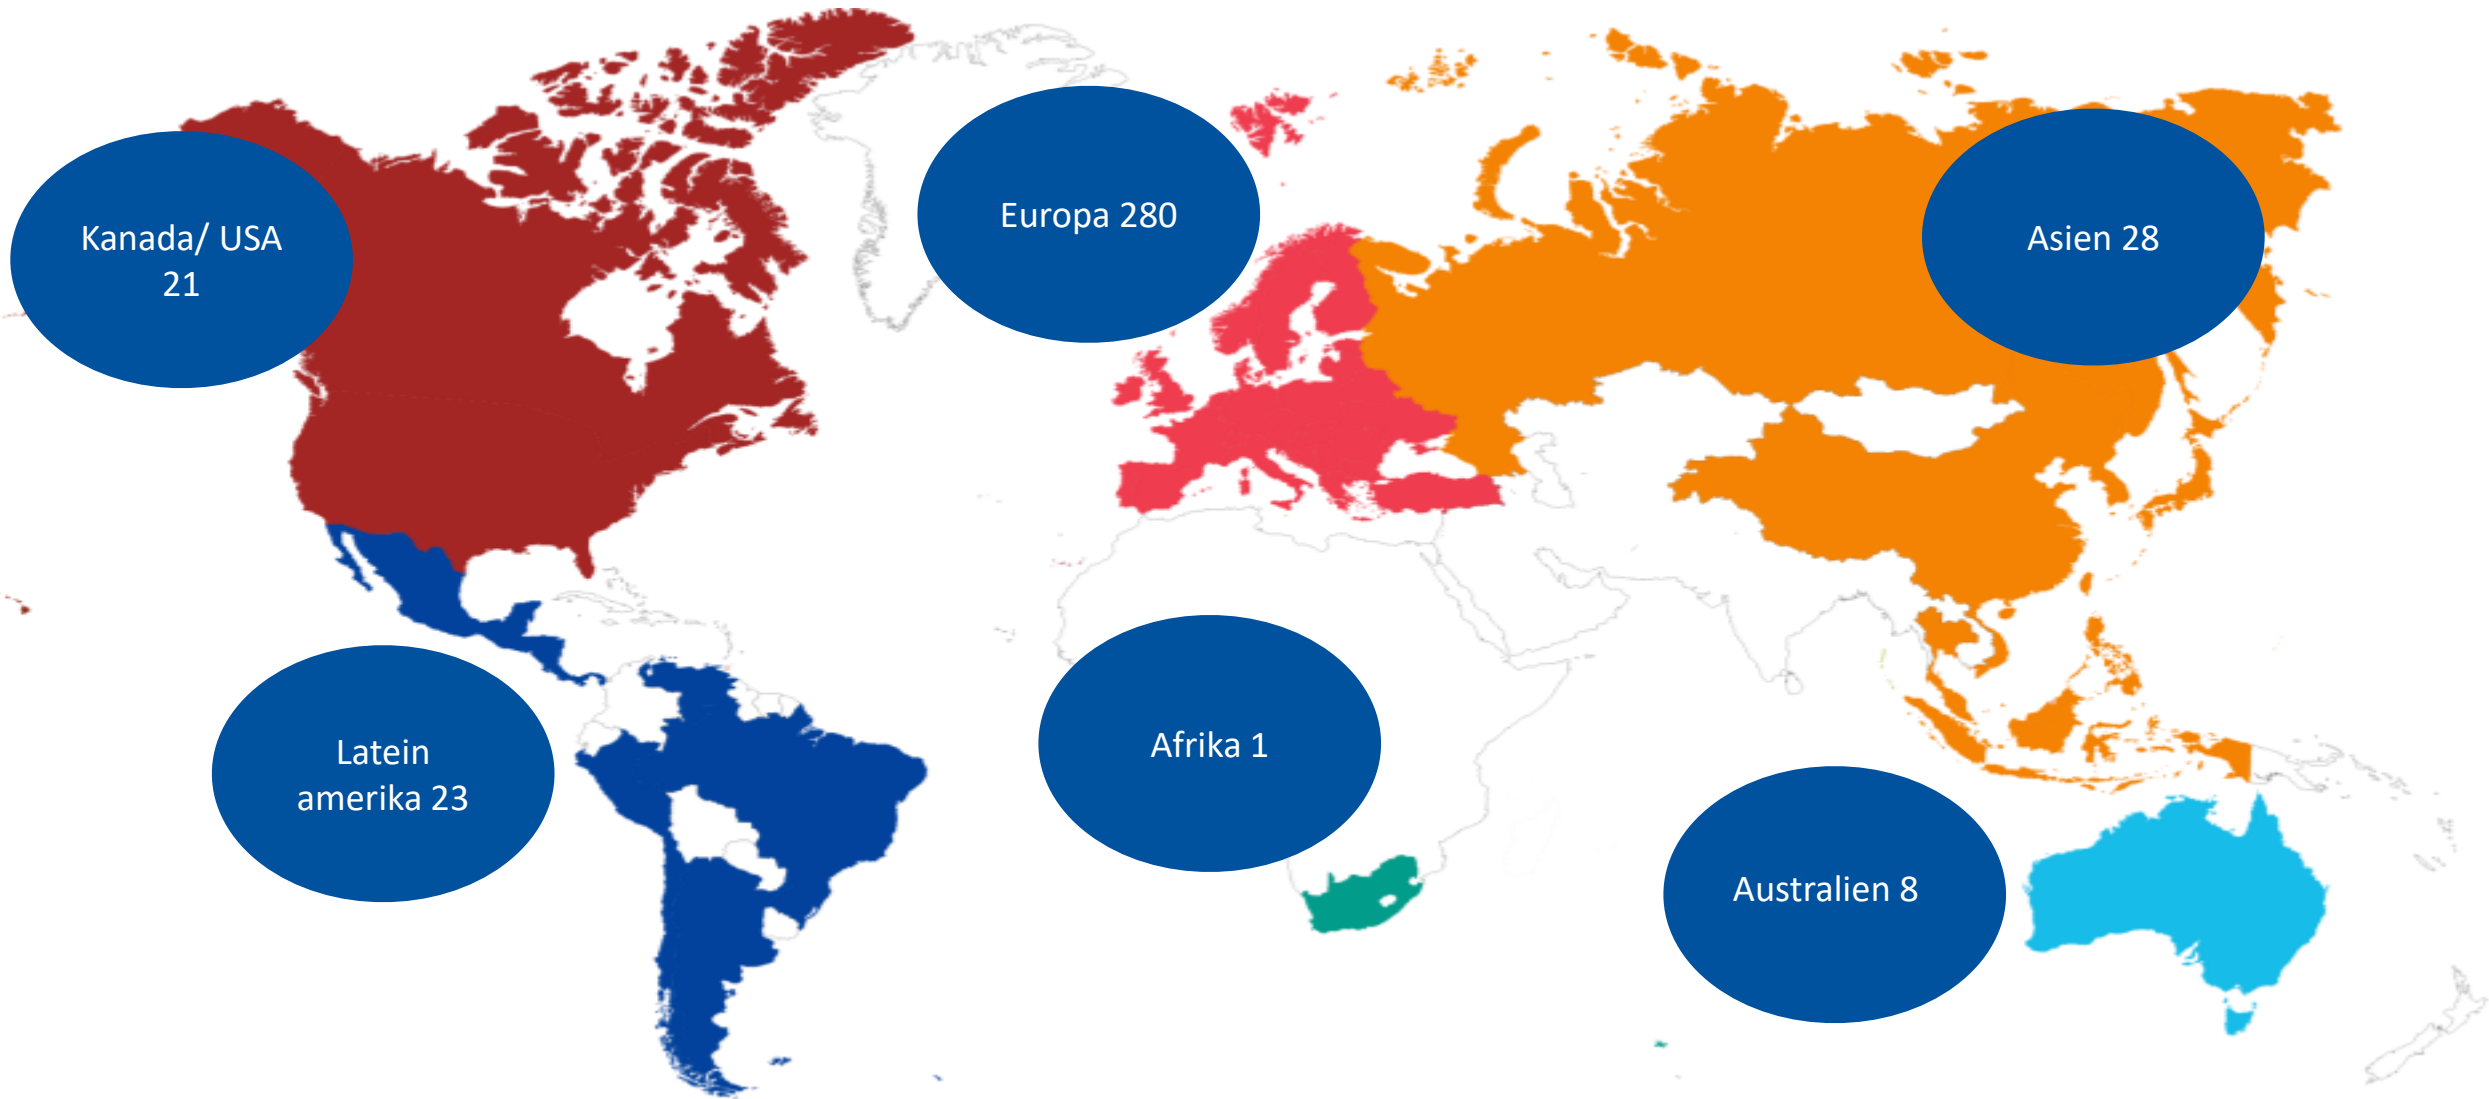 Kanada/ USA
21
Europa 280
Asien 28
Latein
amerika 23
Afrika 1
Australien 8